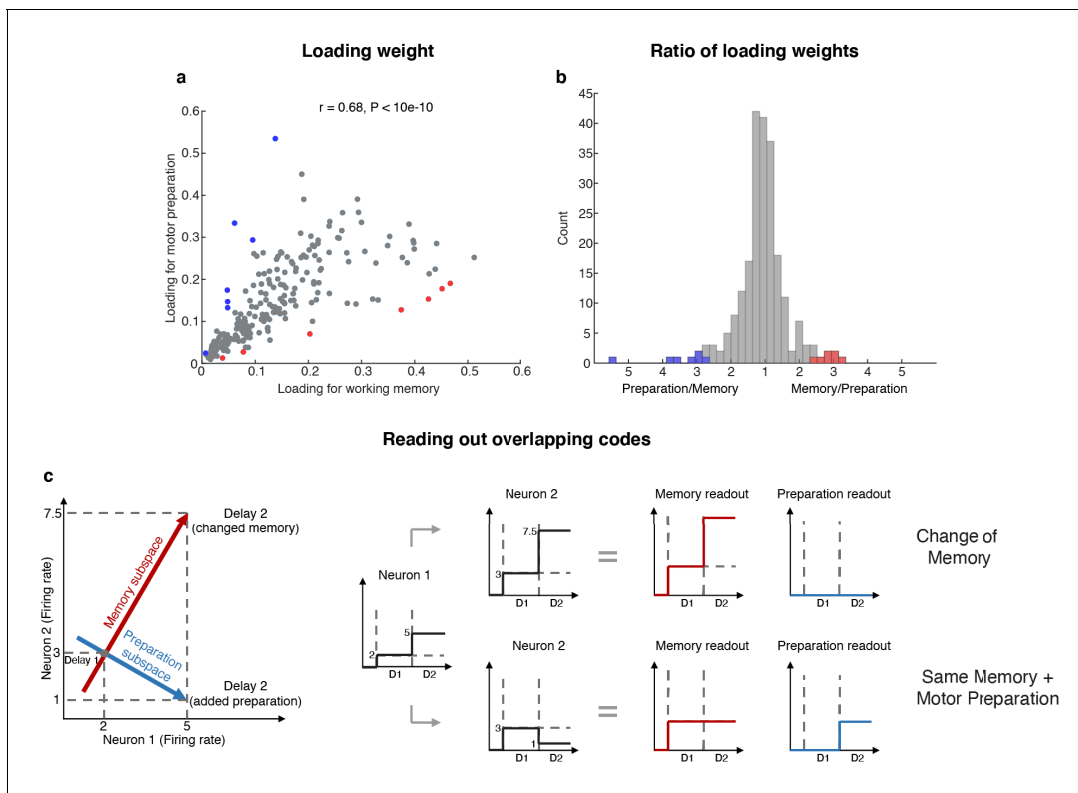 Loading weight
Ratio of loading weights
a
r = 0.68, P < 10e-10
Loading for motor preparation
0.6
0.5
0.4
0.3
0.2
0.1
0
0 0.1 0.2 0.3 0.4 0.5 0.6
Loading for working memory
b
Count
45
40
35
30
25
20
15
10
5
0
5 4 3 2 1 2 3 4 5
Preparation/Memory Memory/Preparation
Reading out overlapping codes
c
Neuron 2 (Firing rate)
7.5
3
1
Delay 1
Memory subspace
Preparation
subspace
Delay 2
(changed memory)
Delay 2
(added preparation)
2 5
Neuron 1 (Firing rate)
Neuron 1
5
2
D1 D2
Neuron 2
7.5
3
D1 D2
=
Memory readout
D1 D2
Preparation readout
D1 D2
Change of
Memory
Neuron 2
3
1
D1 D2
=
Memory readout
D1 D2
Preparation readout
D1 D2
Same Memory +
Motor Preparation